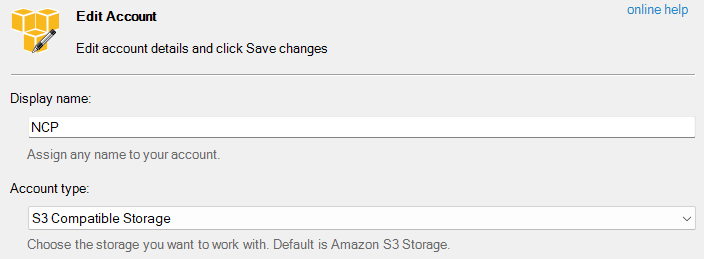 Edit Account
online help
Edit account details and click Save changes
Display name:
NCP
Assign any name to your account.
Account type:
S3 Compatible Storage
Choose the storage you want to work with. Default is Amazon S3 Storage.